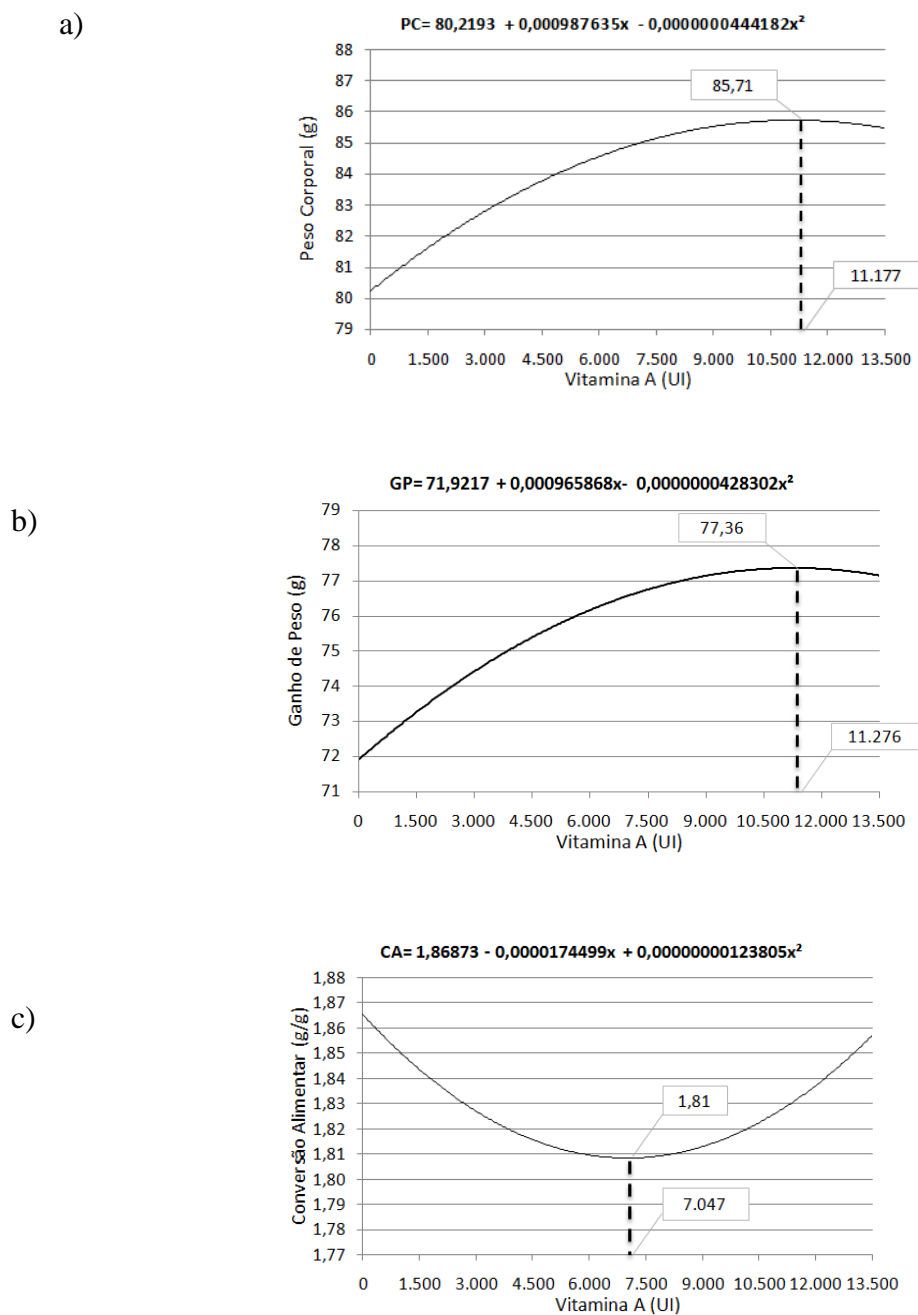 a)
PC= 80,2193 + 0,000987635x - 0,0000000444182x²
88
87
86
85
84
83
82
81
80
79
Peso Corporal (g)
85,71
11.177
0 1.500 3.000 4.500 6.000 7.500 9.000 10.500 12.000 13.500
Vitamina A (UI)
b)
GP= 71,9217 + 0,000965868x- 0,0000000428302x²
79
78
77
76
75
74
73
72
71
Ganho de Peso (g)
77,36
11.276
0 1.500 3.000 4.500 6.000 7.500 9.000 10.500 12.000 13.500
Vitamina A (UI)
c)
CA= 1,86873 - 0,0000174499x + 0,00000000123805x²
1,88
1,87
1,86
1,85
1,84
1,83
1,82
1,81
1,80
1,79
1,78
1,77
Conversão Alimentar (g/g)
1,81
7.047
0 1.500 3.000 4.500 6.000 7.500 9.000 10.500 12.000 13.500
Vitamina A (UI)